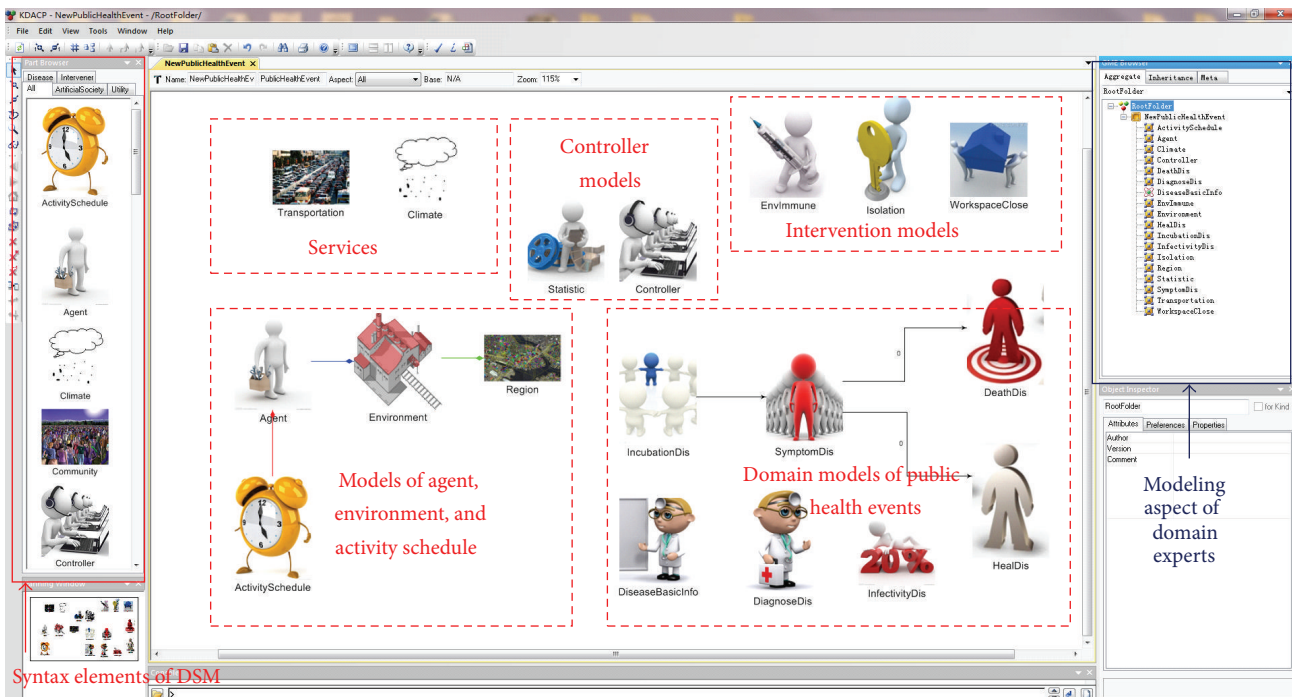 KDACP - NewPublicHealthEvent - /RootFolder/
File Edit View Tools Window Help
Part Browser
Disease Intervener
All ArtificialSociety Utility
ActivitySchedule
Agent
Climate
Community
Controller
Syntax elements of DSM
NewPublicHealthEvent X
T Name: NewPublicHealthEv PublicHealthEvent Aspect: All Base: N/A Zoom: 115%
Transportation
Climate
Services
Controller
models
Statistic
Controller
EnvImmune
Isolation
WorkspaceClose
Intervention models
Agent
Environment
Region
ActivitySchedule
Models of agent,
environment, and
activity schedule
IncubationDis
SymptomDis
0
0
DeathDis
HealDis
Domain models of public
health events
DiseaseBasicInfo
DiagnoseDis
20%
InfectivityDis
GME Browser
Aggregate Inheritance Meta
RootFolder
RootFolder
NewPublicHealthEvent
ActivitySchedule
Agent
Climate
Controller
DeathDis
DiagnoseDis
DiseaseBasicInfo
EnvImmune
Environment
HealDis
IncubationDis
InfectivityDis
Isolation
Region
Statistic
SymptomDis
Transportation
WorkspaceClose
Object Inspector
RootFolder for Kind
Attributes Preferences Properties
Author
Version
Comment
Modeling
aspect of
domain
experts